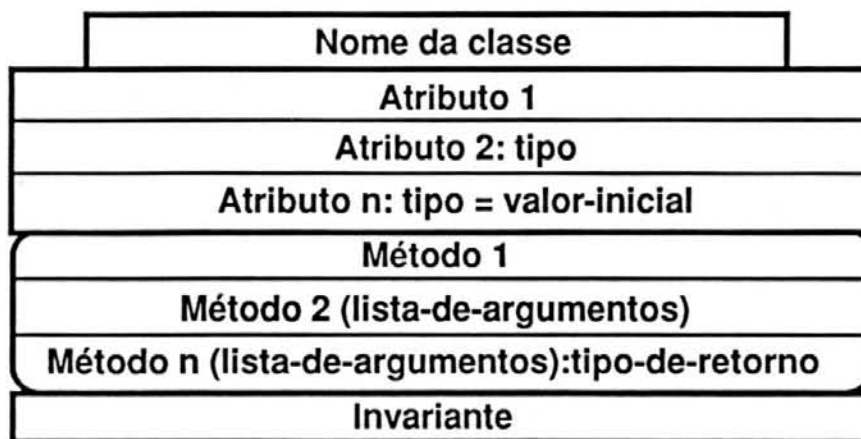 Nome da classe
Atributo 1
Atributo 2: tipo
Atributo n: tipo = valor-inicial
Método 1
Método 2 (lista-de-argumentos)
Método n (lista-de-argumentos):tipo-de-retorno
Invariante